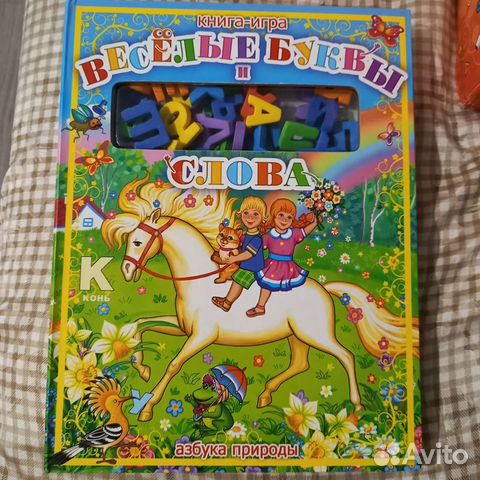 книга-игра
ВЕСЁЛЫЕ БУКВЫ
и
СЛОВА
К
конь
У
азбука природы
Avito